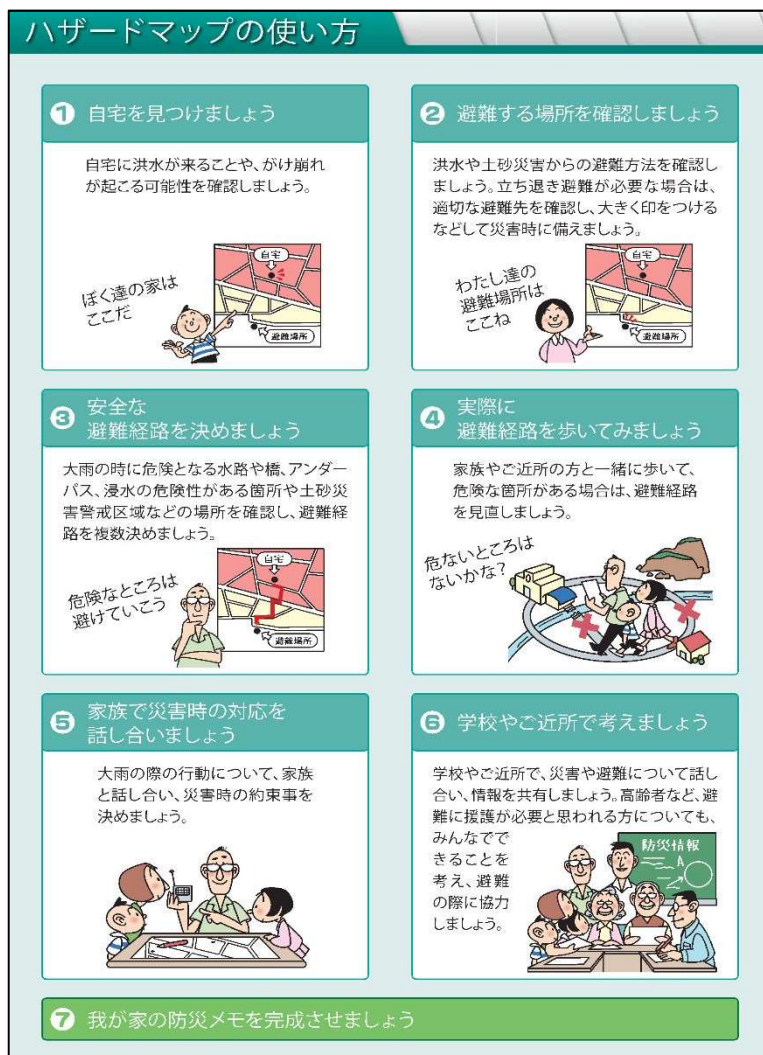 ハザードマップの使い方
❶ 自宅を見つけましょう
自宅に洪水が来ることや、がけ崩れ
が起こる可能性を確認しましょう。
自宅
ぼく達の家は
ここだ
避難場所
❷ 避難する場所を確認しましょう
洪水や土砂災害からの避難方法を確認し
ましょう。立ち退き避難が必要な場合は、
適切な避難先を確認し、大きく印をつける
などして災害時に備えましょう。
自宅
わたし達の
避難場所は
ここね
避難場所
❸ 安全な
避難経路を決めましょう
大雨の時に危険となる水路や橋、アンダー
パス、浸水の危険性がある箇所や土砂災
害警戒区域などの場所を確認し、避難経
路を複数決めましょう。
自宅
危険なところは
避けていこう
避難場所
❹ 実際に
避難経路を歩いてみましょう
家族やご近所の方と一緒に歩いて、
危険な箇所がある場合は、避難経路
を見直しましょう。
危ないところは
ないかな?
❺ 家族で災害時の対応を
話し合いましょう
大雨の際の行動について、家族
と話し合い、災害時の約束事を
決めましょう。
❻ 学校やご近所で考えましょう
学校やご近所で、災害や避難について話し
合い、情報を共有しましょう。高齢者など、避
難に援護が必要と思われる方についても、
みんなでで
きることを
考え、避難
の際に協力
しましょう。
防災情報
A
❼ 我が家の防災メモを完成させましょう